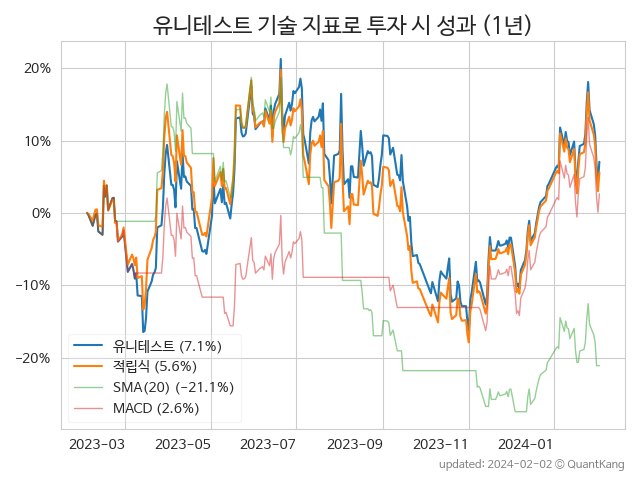 유니테스트 기술 지표로 투자 시 성과 (1년)
20%
10%
0%
−10%
−20%
유니테스트 (7.1%)
적립식 (5.6%)
SMA(20) (-21.1%)
MACD (2.6%)
2023-03
2023-05
2023-07
2023-09
2023-11
2024-01
updated: 2024-02-02 © QuantKang